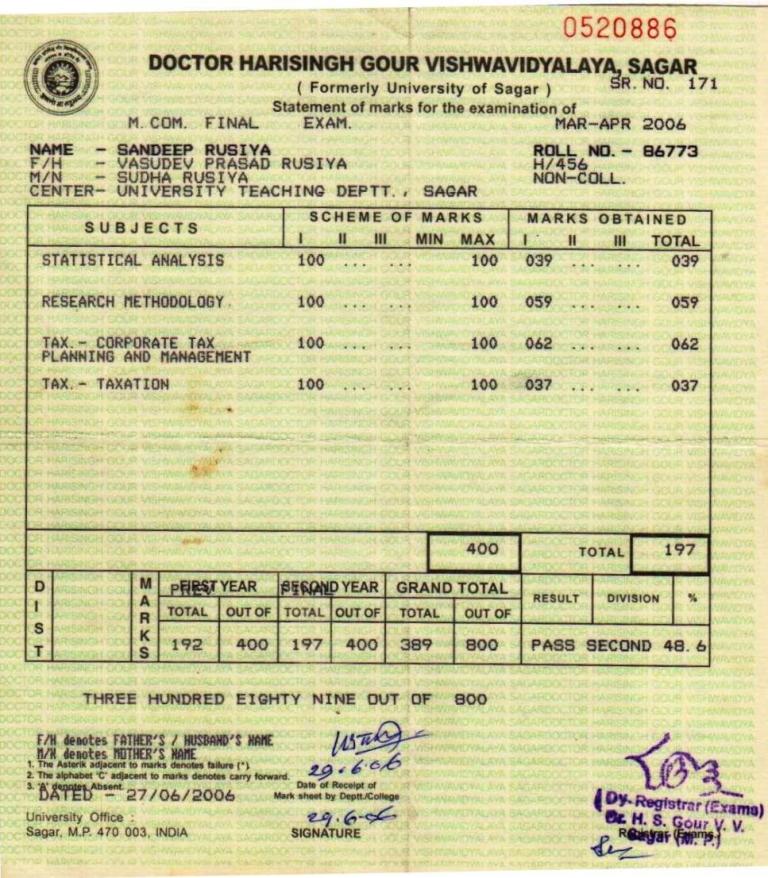 0520886
DOCTOR HARISINGH GOUR VISHWAVIDYALAYA, SAGAR
( Formerly University of Sagar )
SR. NO. 171
Statement of marks for the examination of
M.COM. FINAL EXAM. MAR-APR 2006
NAME - SANDEEP RUSIYA ROLL NO.- 86773
F/H - VASUDEV PRASAD RUSIYA H/456
M/N - SUDHA RUSIYA NON-COLL.
CENTER- UNIVERSITY TEACHING DEPTT., SAGAR
SUBJECTS SCHEME OF MARKS MARKS OBTAINED
I II III MIN MAX I II III TOTAL
STATISTICAL ANALYSIS 100 ... ... 100 039 ... ... 039
RESEARCH METHODOLOGY 100 ... ... 100 059 ... ... 059
TAX.- CORPORATE TAX 100 ... ... 100 062 ... ... 062
PLANNING AND MANAGEMENT
TAX.- TAXATION 100 ... ... 100 037 ... ... 037
400 TOTAL 197
DIST MARKS FIRST YEAR SECOND YEAR GRAND TOTAL RESULT DIVISION %
PREV FINAL
TOTAL OUT OF TOTAL OUT OF TOTAL OUT OF
192 400 197 400 389 800 PASS SECOND 48.6
THREE HUNDRED EIGHTY NINE OUT OF 800
F/H denotes FATHER'S / HUSBAND'S NAME
M/N denotes MOTHER'S NAME
1. The Asterik adjacent to marks denotes failure (*).
2. The alphabet 'C' adjacent to marks denotes carry forward.
3. 'A' denotes Absent.
DATED - 27/06/2006
29.6.06
Date of Receipt of
Mark sheet by Deptt./College
29.6.06
SIGNATURE
University Office :
Sagar, M.P. 470 003, INDIA
Dy. Registrar (Exams)
Dr. H. S. Gour V. V.
Sagar (M. P.)
Registrar (Exams.)